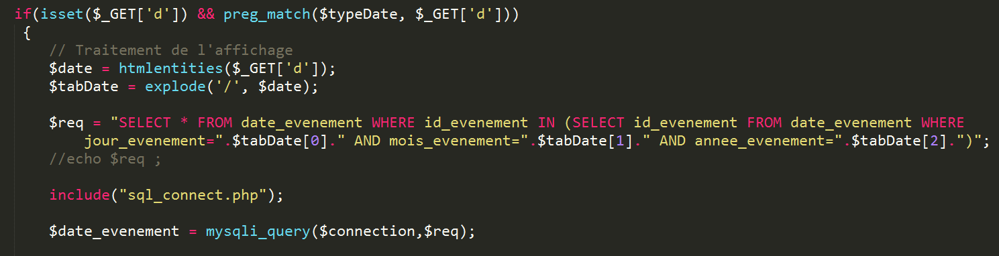 if(isset($_GET['d']) && preg_match($typeDate, $_GET['d']))
{
// Traitement de l'affichage
$date = htmlentities($_GET['d']);
$tabDate = explode('/', $date);
$req = "SELECT * FROM date_evenement WHERE id_evenement IN (SELECT id_evenement FROM date_evenement WHERE
jour_evenement=".$tabDate[0]." AND mois_evenement=".$tabDate[1]." AND annee_evenement=".$tabDate[2].")";
//echo $req ;
include("sql_connect.php");
$date_evenement = mysqli_query($connection,$req);